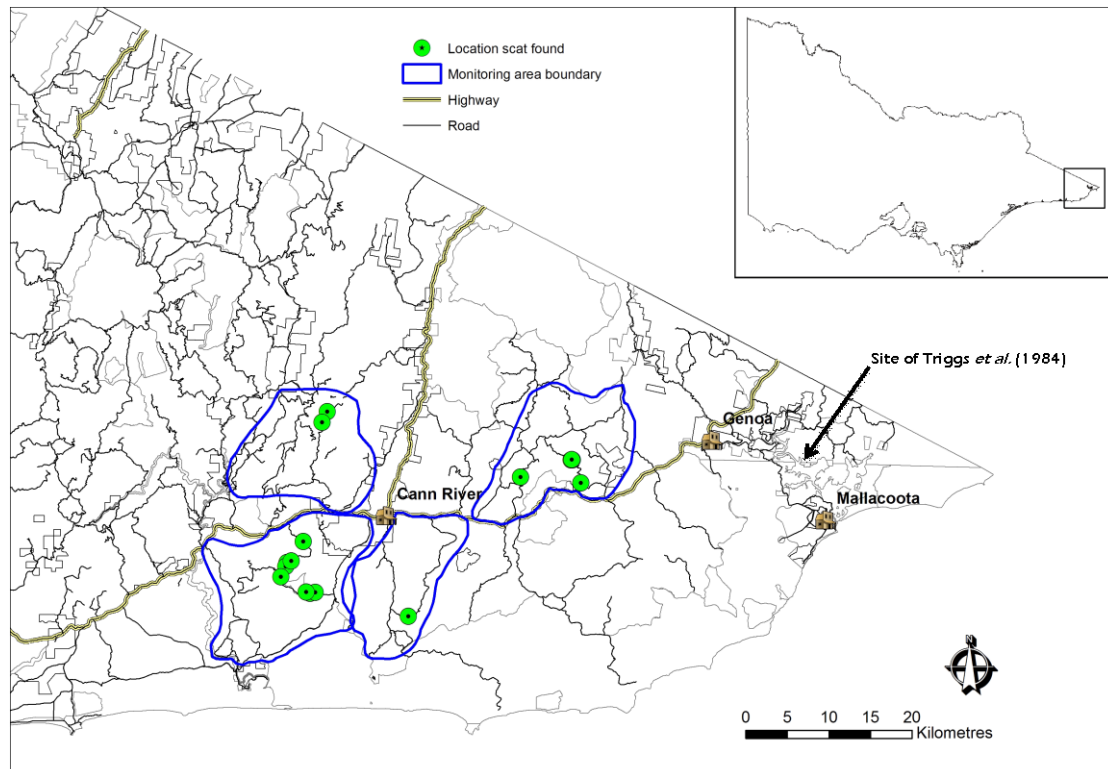 Location scat found
Monitoring area boundary
Highway
Road
Site of Triggs et al. (1984)
Genoa
Cann River
Mallacoota
0 5 10 15 20
Kilometres